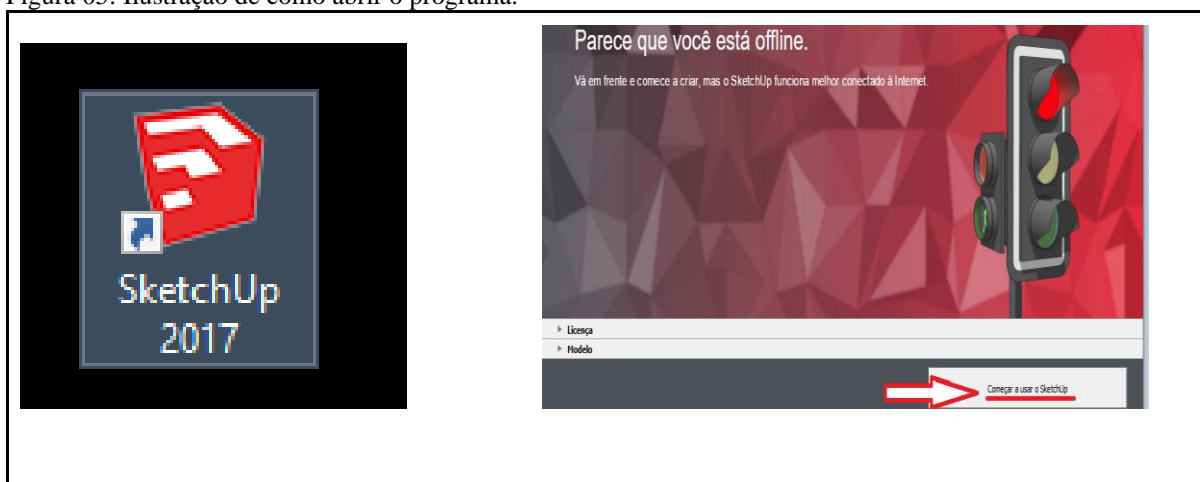 Figura 05: Ilustração de como abrir o programa.
SketchUp
2017
Parece que você está offline.
Vá em frente e comece a criar, mas o SketchUp funciona melhor conectado à Internet.
Licença
Modelo
Começar a usar o SketchUp